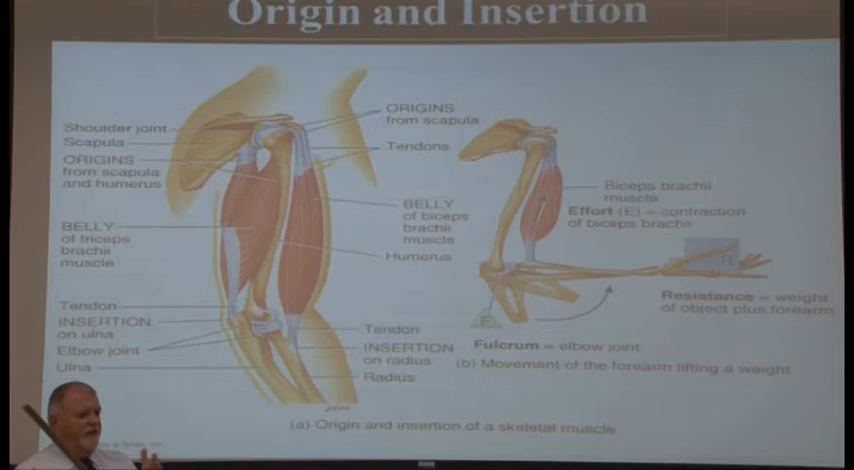 Origin and Insertion
Shoulder joint
Scapula
ORIGINS
from scapula
and humerus
BELLY
of triceps
brachii
muscle
Tendon
INSERTION
on ulna
Elbow joint
Ulna
ORIGINS
from scapula
Tendons
BELLY
of biceps
brachii
muscle
Humerus
Tendon
INSERTION
on radius
Radius
(a) Origin and insertion of a skeletal muscle
Biceps brachii
muscle
Effort (E) = contraction
of biceps brachii
R
Resistance = weight
of object plus forearm
F
Fulcrum = elbow joint
(b) Movement of the forearm lifting a weight